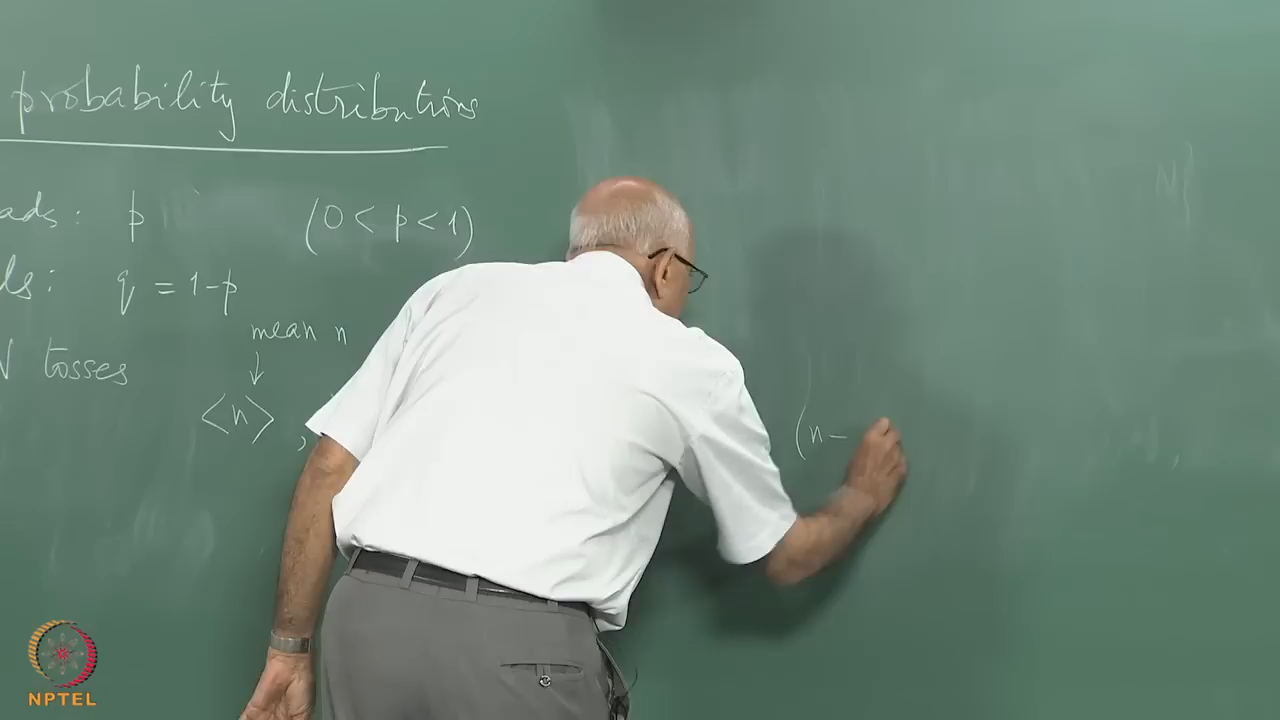 probability distributions
ads: p (0 < p < 1)
ls: q = 1-p
mean n
N tosses
↓
<n> , (n -
NPTEL